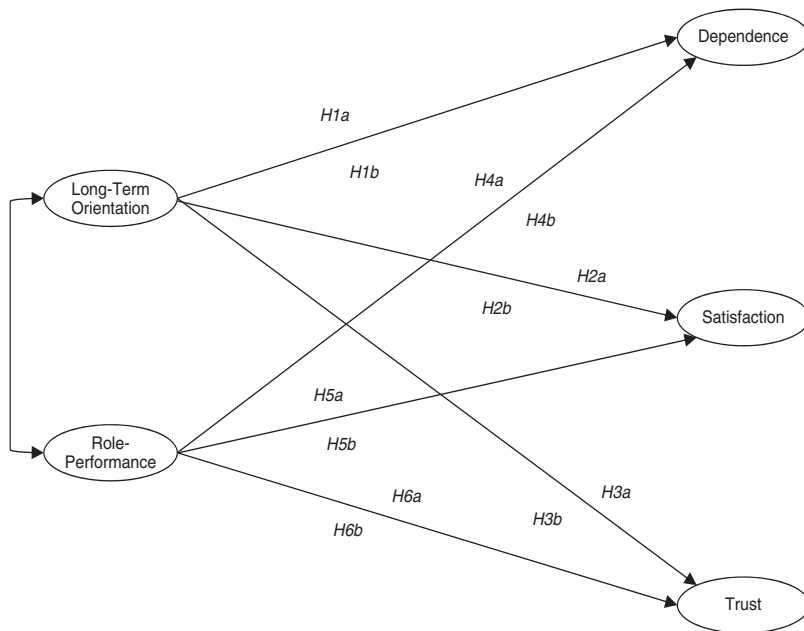 Dependence
H1a
H1b
H4a
Long-Term
Orientation
H4b
H2a
H2b
Satisfaction
H5a
H5b
Role-
Performance
H6a
H3a
H3b
H6b
Trust